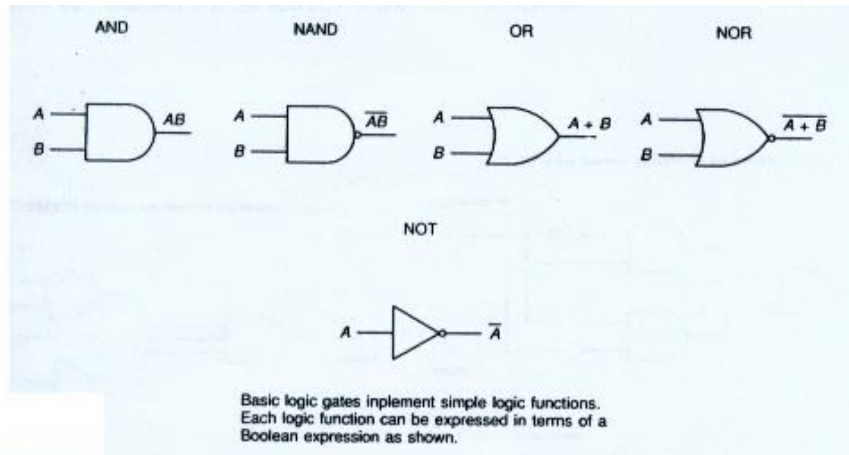 AND NAND OR NOR
A AB A A̅B̅ A A + B A A̅ ̅+̅ ̅B̅
B B B B
NOT
A A̅
Basic logic gates inplement simple logic functions.
Each logic function can be expressed in terms of a
Boolean expression as shown.